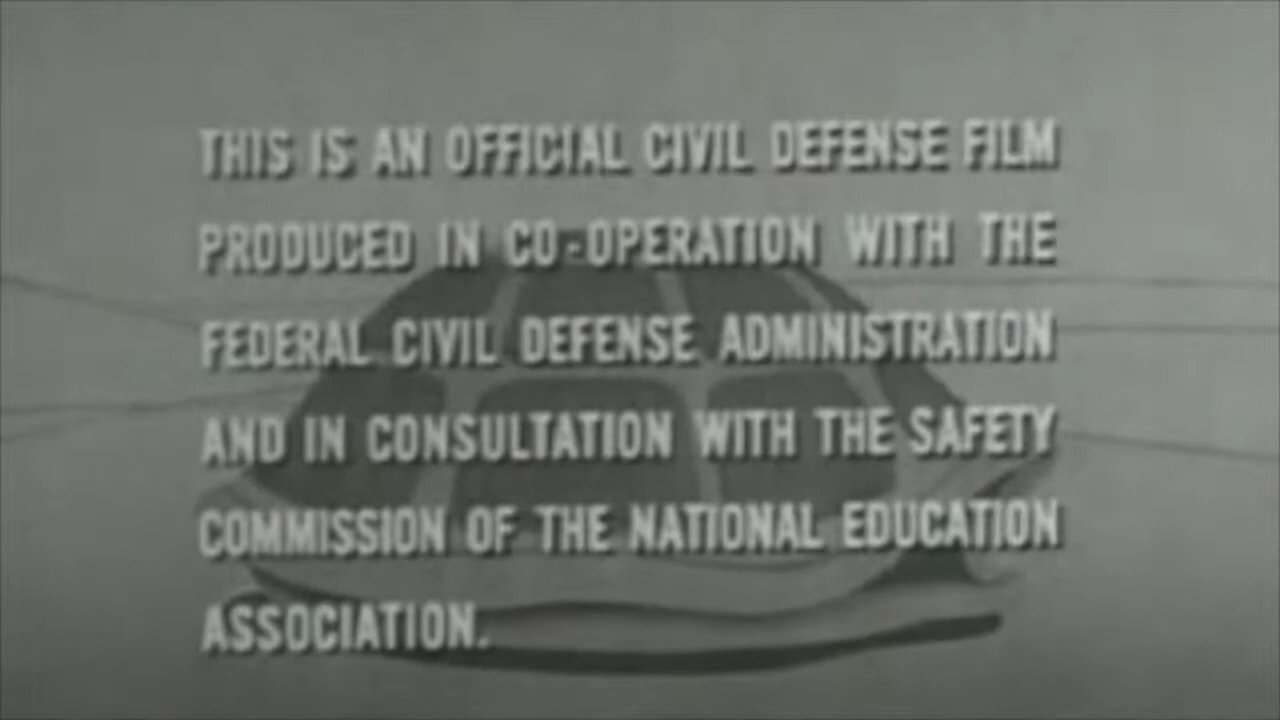 THIS IS AN OFFICIAL CIVIL DEFENSE FILM
PRODUCED IN CO-OPERATION WITH THE
FEDERAL CIVIL DEFENSE ADMINISTRATION
AND IN CONSULTATION WITH THE SAFETY
COMMISSION OF THE NATIONAL EDUCATION
ASSOCIATION.